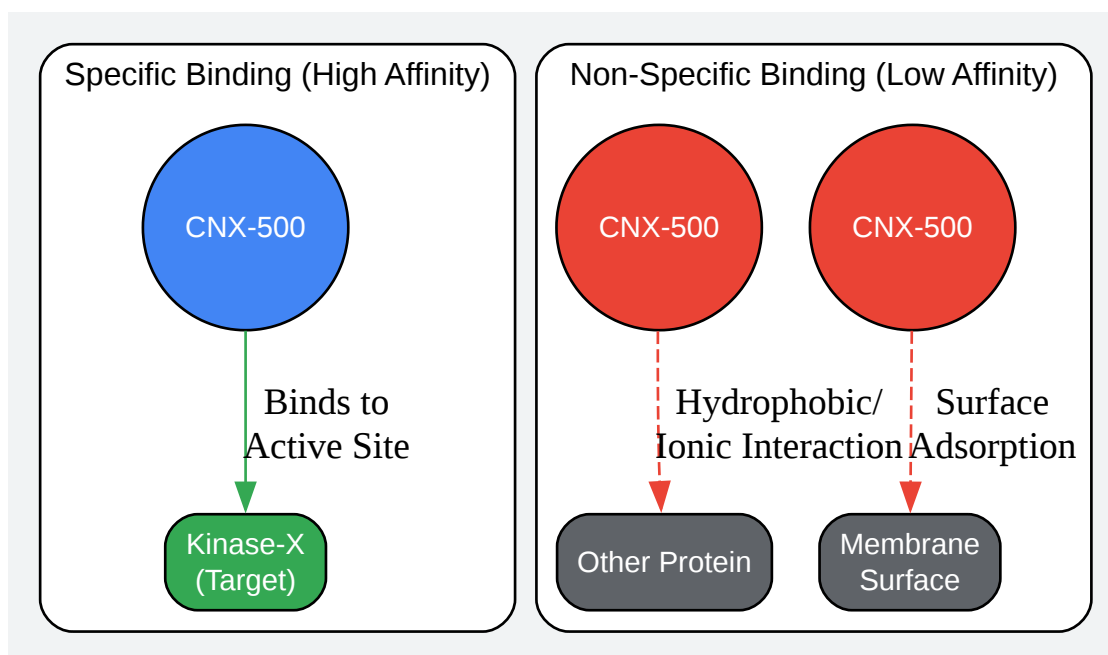 Specific Binding (High Affinity)
CNX-500
Binds to
Active Site
Kinase-X
(Target)
Non-Specific Binding (Low Affinity)
CNX-500
CNX-500
Hydrophobic/
Ionic Interaction
Surface
Adsorption
Other Protein
Membrane
Surface